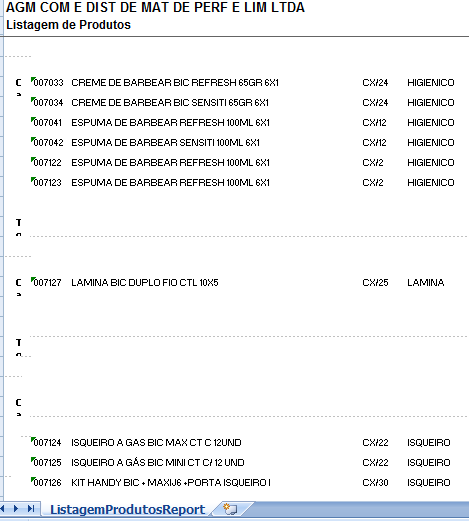 AGM COM E DIST DE MAT DE PERF E LIM LTDA
Listagem de Produtos
C 007033 CREME DE BARBEAR BIC REFRESH 65GR 6X1 CX/24 HIGIENICO
007034 CREME DE BARBEAR BIC SENSITI 65GR 6X1 CX/24 HIGIENICO
007041 ESPUMA DE BARBEAR REFRESH 100ML 6X1 CX/12 HIGIENICO
007042 ESPUMA DE BARBEAR SENSITI 100ML 6X1 CX/12 HIGIENICO
007122 ESPUMA DE BARBEAR REFRESH 100ML 6X1 CX/2 HIGIENICO
007123 ESPUMA DE BARBEAR REFRESH 100ML 6X1 CX/2 HIGIENICO
T
C 007127 LAMINA BIC DUPLO FIO CTL 10X5 CX/25 LAMINA
T
C
007124 ISQUEIRO A GAS BIC MAX CT C 12UND CX/22 ISQUEIRO
007125 ISQUEIRO A GÁS BIC MINI CT C/ 12 UND CX/22 ISQUEIRO
007126 KIT HANDY BIC + MAXIJ6 +PORTA ISQUEIRO I CX/30 ISQUEIRO
ListagemProdutosReport